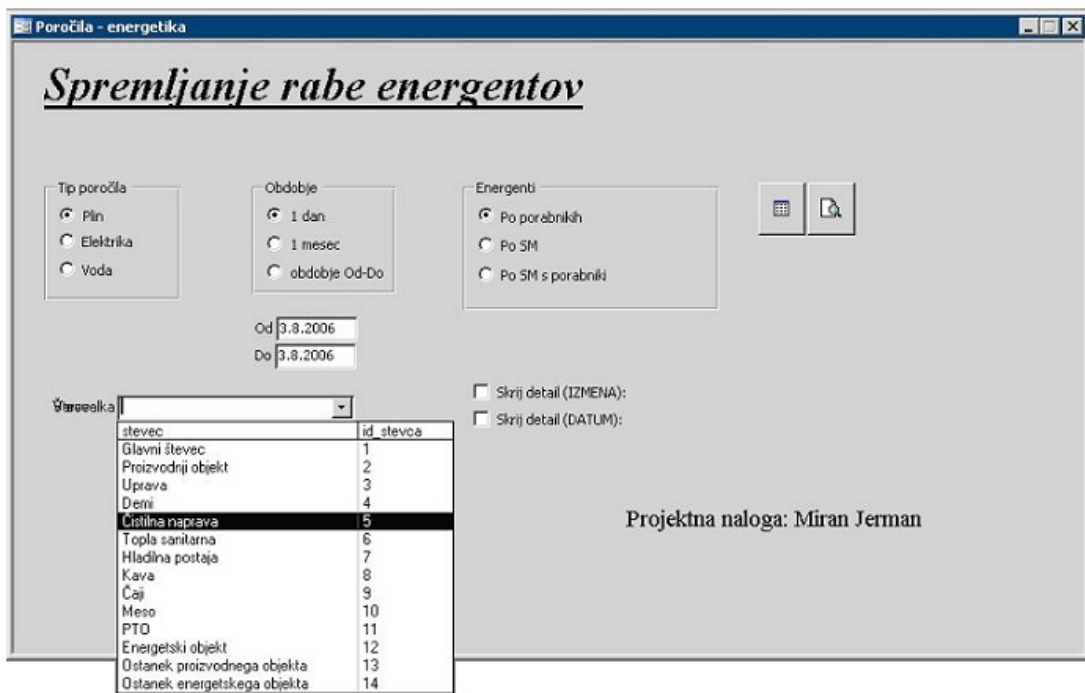 Poročila - energetika
Spremljanje rabe energentov
Tip poročila
Plin
Elektrika
Voda
Obdobje
1 dan
1 mesec
obdobje Od-Do
Energenti
Po porabnikih
Po SM
Po SM s porabniki
Od 3.8.2006
Do 3.8.2006
Skrij detail (IZMENA):
Skrij detail (DATUM):
stevec id_stevca
Glavni števec 1
Proizvodnji objekt 2
Uprava 3
Demi 4
Čistilna naprava 5
Topla sanitarna 6
Hladilna postaja 7
Kava 8
Čaji 9
Meso 10
PTO 11
Energetski objekt 12
Ostanek proizvodnega objekta 13
Ostanek energetskega objekta 14
Projektna naloga: Miran Jerman